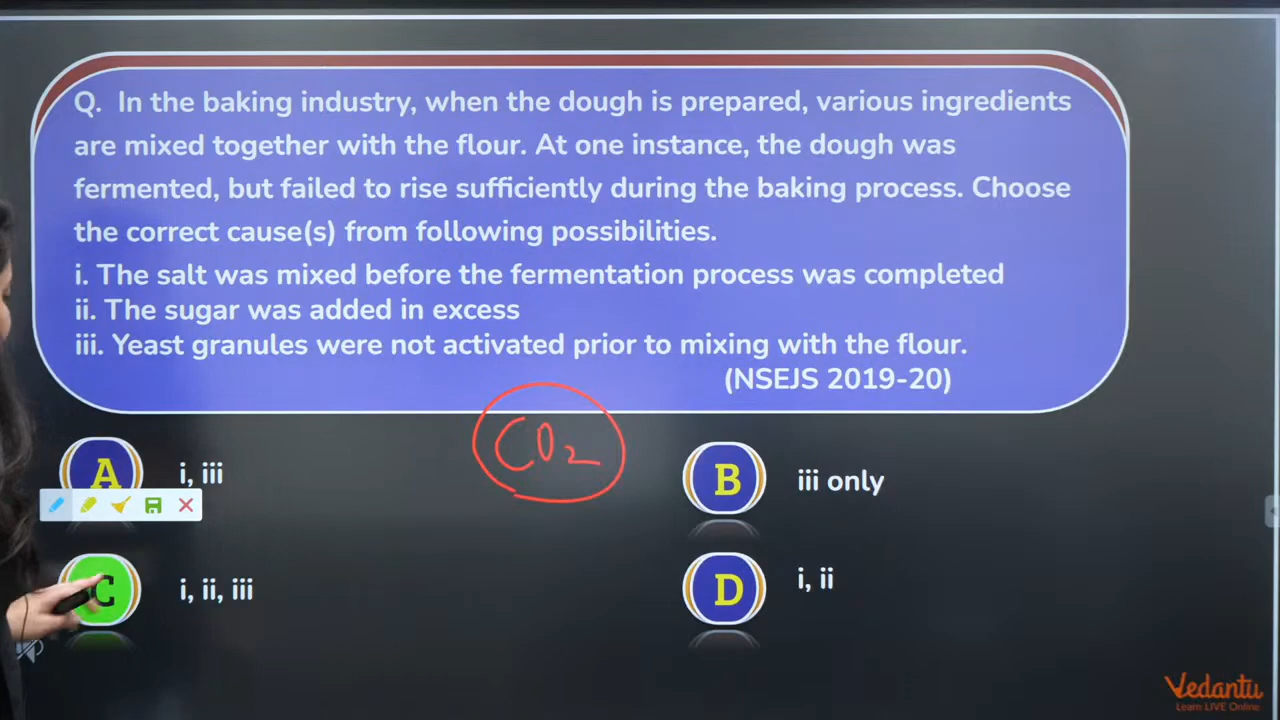 Q. In the baking industry, when the dough is prepared, various ingredients
are mixed together with the flour. At one instance, the dough was
fermented, but failed to rise sufficiently during the baking process. Choose
the correct cause(s) from following possibilities.
i. The salt was mixed before the fermentation process was completed
ii. The sugar was added in excess
iii. Yeast granules were not activated prior to mixing with the flour.
(NSEJS 2019-20)
CO2
A i, iii
B iii only
C i, ii, iii
D i, ii
Vedantu
Learn LIVE Online